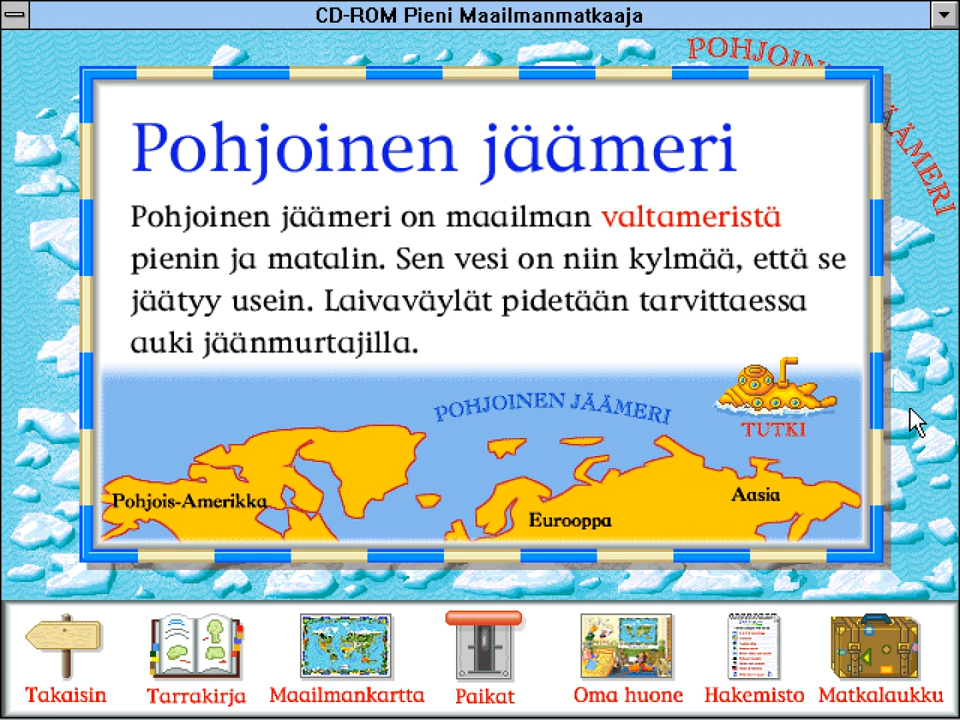 CD-ROM Pieni Maailmanmatkaaja
POHJOIN
ÄÄMERI
Pohjoinen jäämeri
Pohjoinen jäämeri on maailman valtameristä
pienin ja matalin. Sen vesi on niin kylmää, että se
jäätyy usein. Laivaväylät pidetään tarvittaessa
auki jäänmurtajilla.
POHJOINEN JÄÄMERI
TUTKI
Pohjois-Amerikka
Eurooppa
Aasia
Takaisin
Tarrakirja
Maailmankartta
Paikat
Oma huone
Hakemisto
Matkalaukku